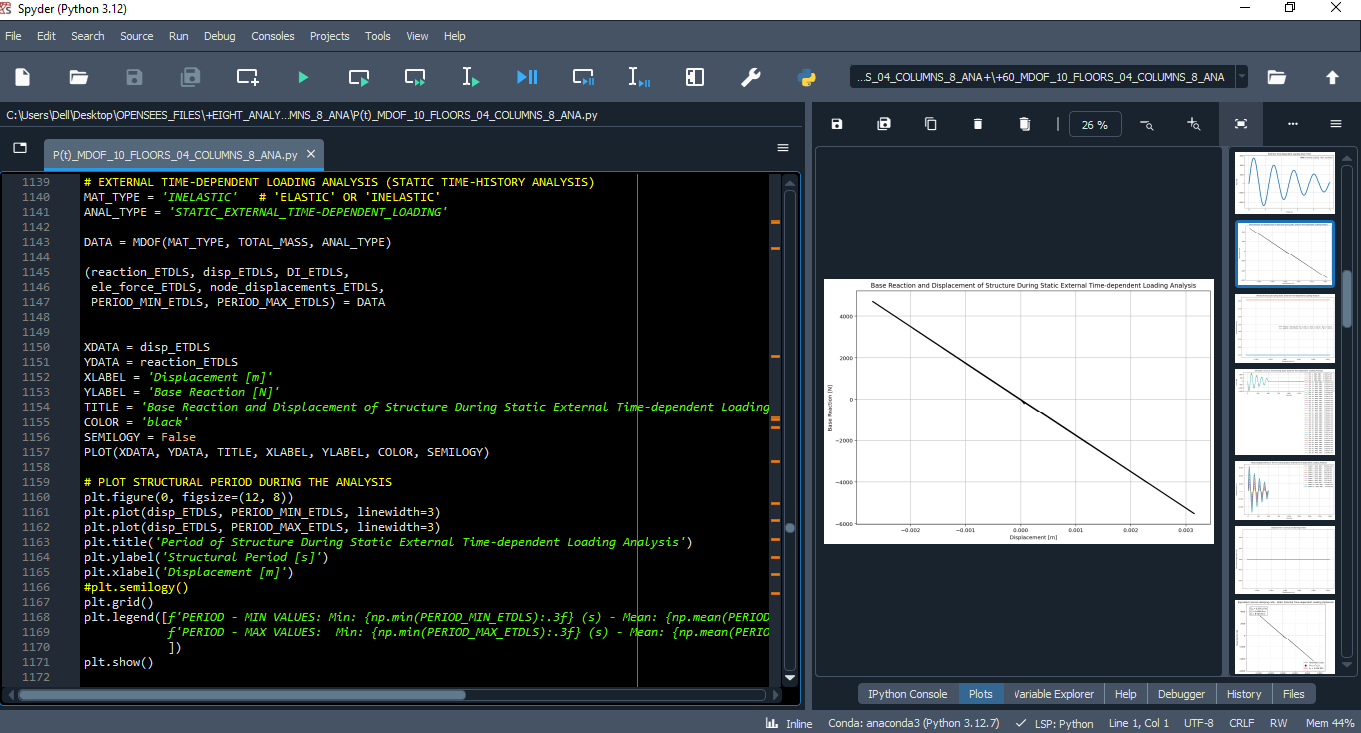 Spyder (Python 3.12)
File Edit Search Source Run Debug Consoles Projects Tools View Help
...S_04_COLUMNS_8_ANA+\+60_MDOF_10_FLOORS_04_COLUMNS_8_ANA
C:\Users\Dell\Desktop\OPENSEES_FILES\+EIGHT_ANALY...MNS_8_ANA\P(t)_MDOF_10_FLOORS_04_COLUMNS_8_ANA.py
26 %
P(t)_MDOF_10_FLOORS_04_COLUMNS_8_ANA.py
1139 # EXTERNAL TIME-DEPENDENT LOADING ANALYSIS (STATIC TIME-HISTORY ANALYSIS)
1140 MAT_TYPE = 'INELASTIC'   # 'ELASTIC' OR 'INELASTIC'
1141 ANAL_TYPE = 'STATIC_EXTERNAL_TIME-DEPENDENT_LOADING'
1142
1143 DATA = MDOF(MAT_TYPE, TOTAL_MASS, ANAL_TYPE)
1144
1145 (reaction_ETDLS, disp_ETDLS, DI_ETDLS,
1146  ele_force_ETDLS, node_displacements_ETDLS,
1147  PERIOD_MIN_ETDLS, PERIOD_MAX_ETDLS) = DATA
1148
1149
1150 XDATA = disp_ETDLS
1151 YDATA = reaction_ETDLS
1152 XLABEL = 'Displacement [m]'
1153 YLABEL = 'Base Reaction [N]'
1154 TITLE = 'Base Reaction and Displacement of Structure During Static External Time-dependent Loading
1155 COLOR = 'black'
1156 SEMILOGY = False
1157 PLOT(XDATA, YDATA, TITLE, XLABEL, YLABEL, COLOR, SEMILOGY)
1158
1159 # PLOT STRUCTURAL PERIOD DURING THE ANALYSIS
1160 plt.figure(0, figsize=(12, 8))
1161 plt.plot(disp_ETDLS, PERIOD_MIN_ETDLS, linewidth=3)
1162 plt.plot(disp_ETDLS, PERIOD_MAX_ETDLS, linewidth=3)
1163 plt.title('Period of Structure During Static External Time-dependent Loading Analysis')
1164 plt.ylabel('Structural Period [s]')
1165 plt.xlabel('Displacement [m]')
1166 #plt.semilogy()
1167 plt.grid()
1168 plt.legend([f'PERIOD - MIN VALUES: Min: {np.min(PERIOD_MIN_ETDLS):.3f} (s) - Mean: {np.mean(PERIOD
1169             f'PERIOD - MAX VALUES:  Min: {np.min(PERIOD_MAX_ETDLS):.3f} (s) - Mean: {np.mean(PERIO
1170             ])
1171 plt.show()
1172
Base Reaction and Displacement of Structure During Static External Time-dependent Loading Analysis
Base Reaction [N]
4000
2000
0
−2000
−4000
−6000
−0.002 −0.001 0.000 0.001 0.002 0.003
Displacement [m]
IPython Console Plots Variable Explorer Help Debugger History Files
Inline Conda: anaconda3 (Python 3.12.7) LSP: Python Line 1, Col 1 UTF-8 CRLF RW Mem 44%